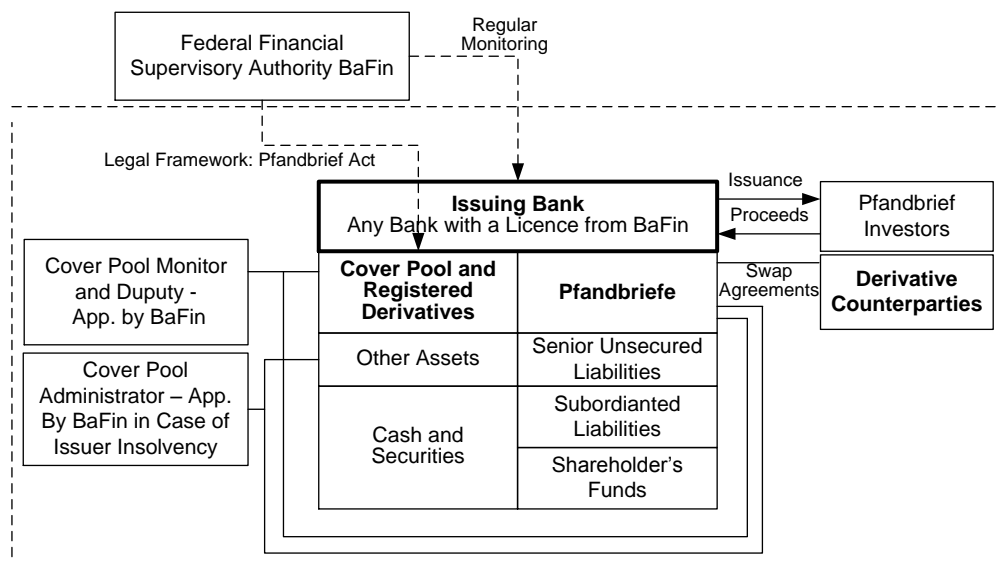 Federal Financial
Supervisory Authority BaFin
Regular
Monitoring
Legal Framework: Pfandbrief Act
Issuing Bank
Any Bank with a Licence from BaFin
Issuance
Proceeds
Pfandbrief
Investors
Cover Pool Monitor
and Duputy -
App. by BaFin
Cover Pool and
Registered
Derivatives
Pfandbriefe
Swap
Agreements
Derivative
Counterparties
Other Assets
Senior Unsecured
Liabilities
Cover Pool
Administrator – App.
By BaFin in Case of
Issuer Insolvency
Cash and
Securities
Subordianted
Liabilities
Shareholder’s
Funds